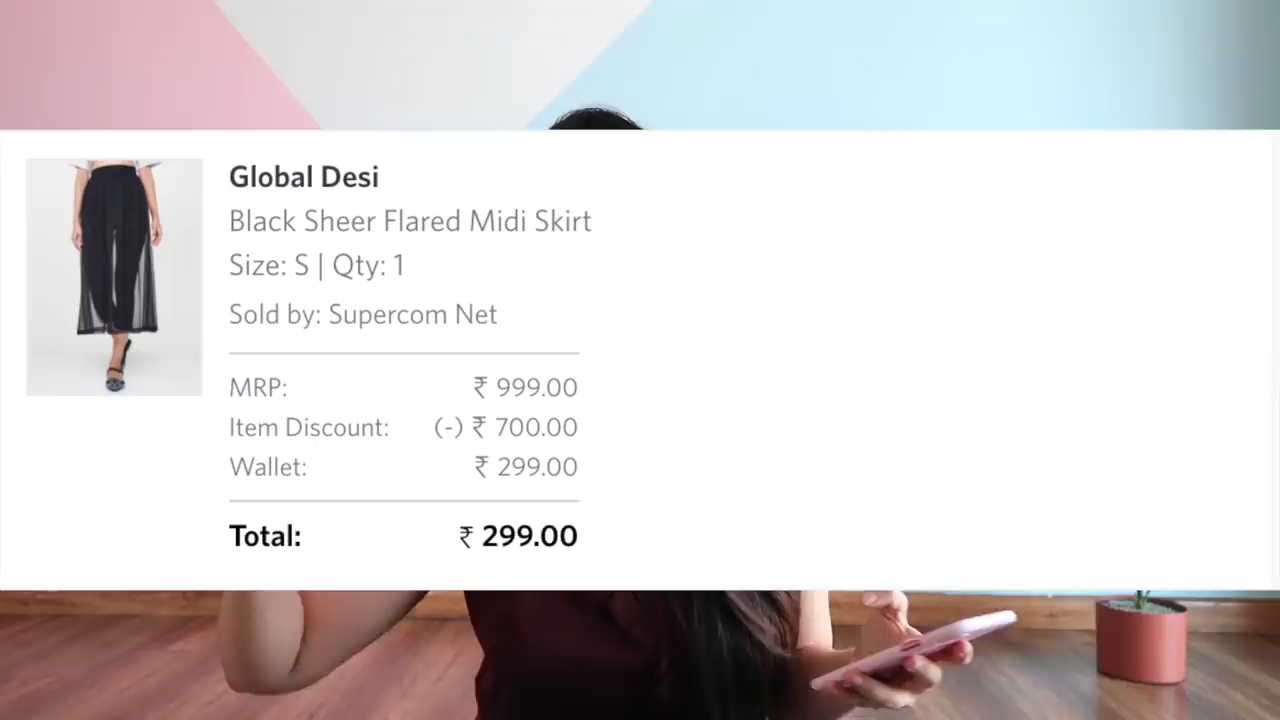 Global Desi
Black Sheer Flared Midi Skirt
Size: S | Qty: 1
Sold by: Supercom Net
MRP: ₹ 999.00
Item Discount: (-) ₹ 700.00
Wallet: ₹ 299.00
Total: ₹ 299.00